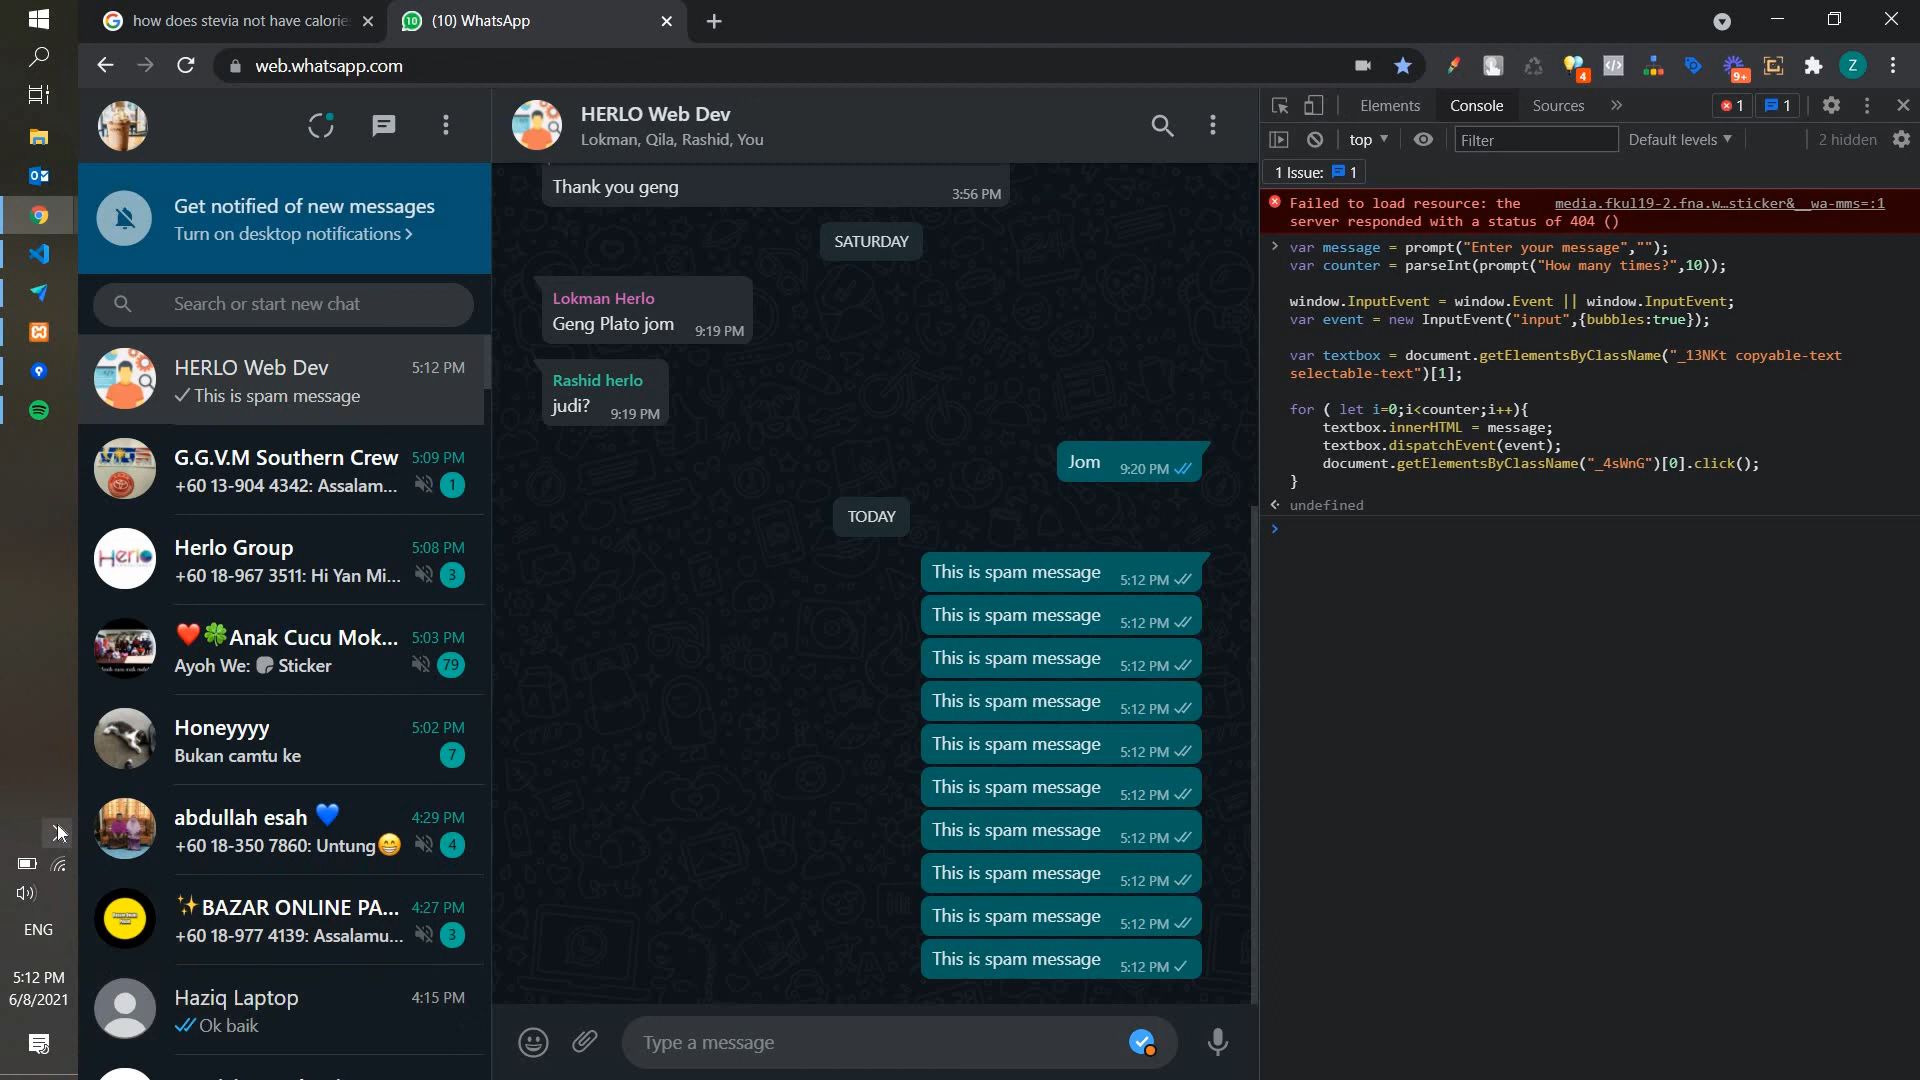 how does stevia not have calorie
(10) WhatsApp
web.whatsapp.com
4
9+
Z
HERLO Web Dev
Lokman, Qila, Rashid, You
Get notified of new messages
Turn on desktop notifications >
Search or start new chat
HERLO Web Dev 5:12 PM
This is spam message
G.G.V.M Southern Crew 5:09 PM
+60 13-904 4342: Assalam... 1
Herlo
Herlo Group 5:08 PM
+60 18-967 3511: Hi Yan Mi... 3
❤️🍀Anak Cucu Mok... 5:03 PM
Ayoh We: Sticker 79
Honeyyyy 5:02 PM
Bukan camtu ke 7
abdullah esah 💙 4:29 PM
+60 18-350 7860: Untung😁 4
✨BAZAR ONLINE PA... 4:27 PM
+60 18-977 4139: Assalamu... 3
Haziq Laptop 4:15 PM
Ok baik
Thank you geng 3:56 PM
SATURDAY
Lokman Herlo
Geng Plato jom 9:19 PM
Rashid herlo
judi? 9:19 PM
Jom 9:20 PM
TODAY
This is spam message 5:12 PM
This is spam message 5:12 PM
This is spam message 5:12 PM
This is spam message 5:12 PM
This is spam message 5:12 PM
This is spam message 5:12 PM
This is spam message 5:12 PM
This is spam message 5:12 PM
This is spam message 5:12 PM
This is spam message 5:12 PM
Type a message
Elements Console Sources » 1 1
top Filter Default levels 2 hidden
1 Issue: 1
Failed to load resource: the media.fkul19-2.fna.w…sticker&__wa-mms=:1
server responded with a status of 404 ()
> var message = prompt("Enter your message","");
var counter = parseInt(prompt("How many times?",10));
window.InputEvent = window.Event || window.InputEvent;
var event = new InputEvent("input",{bubbles:true});
var textbox = document.getElementsByClassName("_13NKt copyable-text
selectable-text")[1];
for ( let i=0;i<counter;i++){
textbox.innerHTML = message;
textbox.dispatchEvent(event);
document.getElementsByClassName("_4sWnG")[0].click();
}
undefined
>
ENG
5:12 PM
6/8/2021